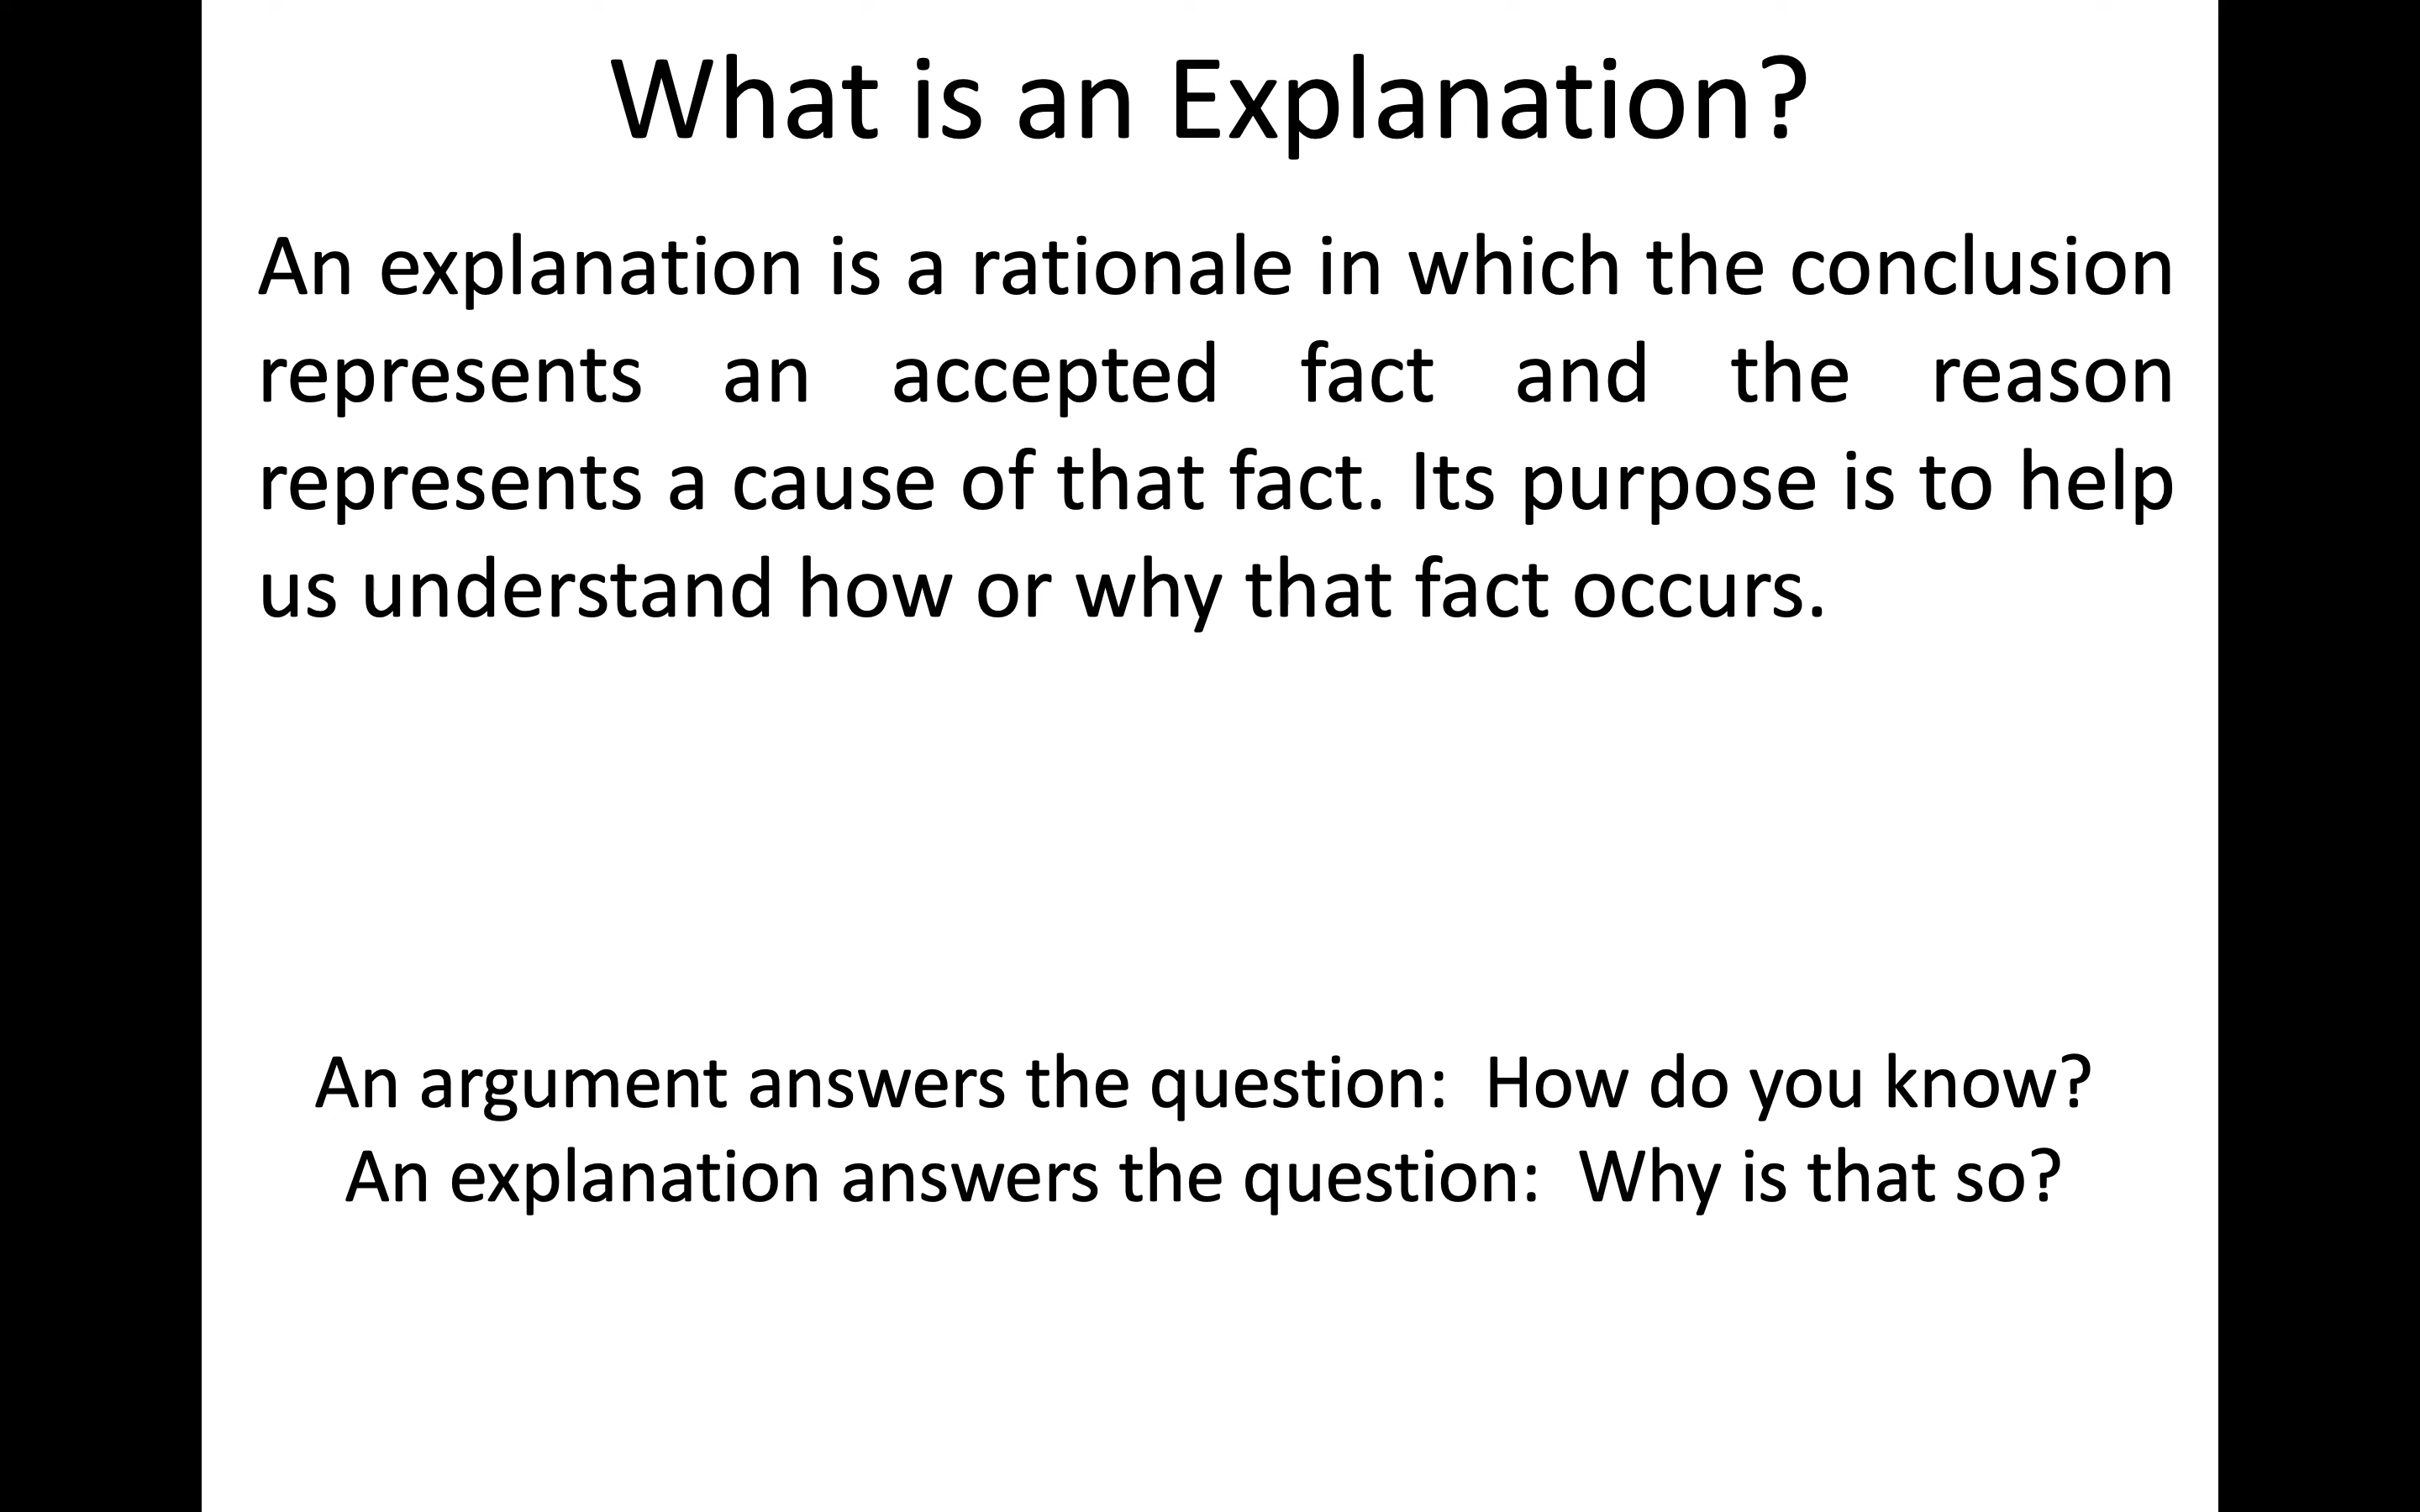 What is an Explanation?
An explanation is a rationale in which the conclusion
represents an accepted fact and the reason
represents a cause of that fact. Its purpose is to help
us understand how or why that fact occurs.
An argument answers the question: How do you know?
An explanation answers the question: Why is that so?